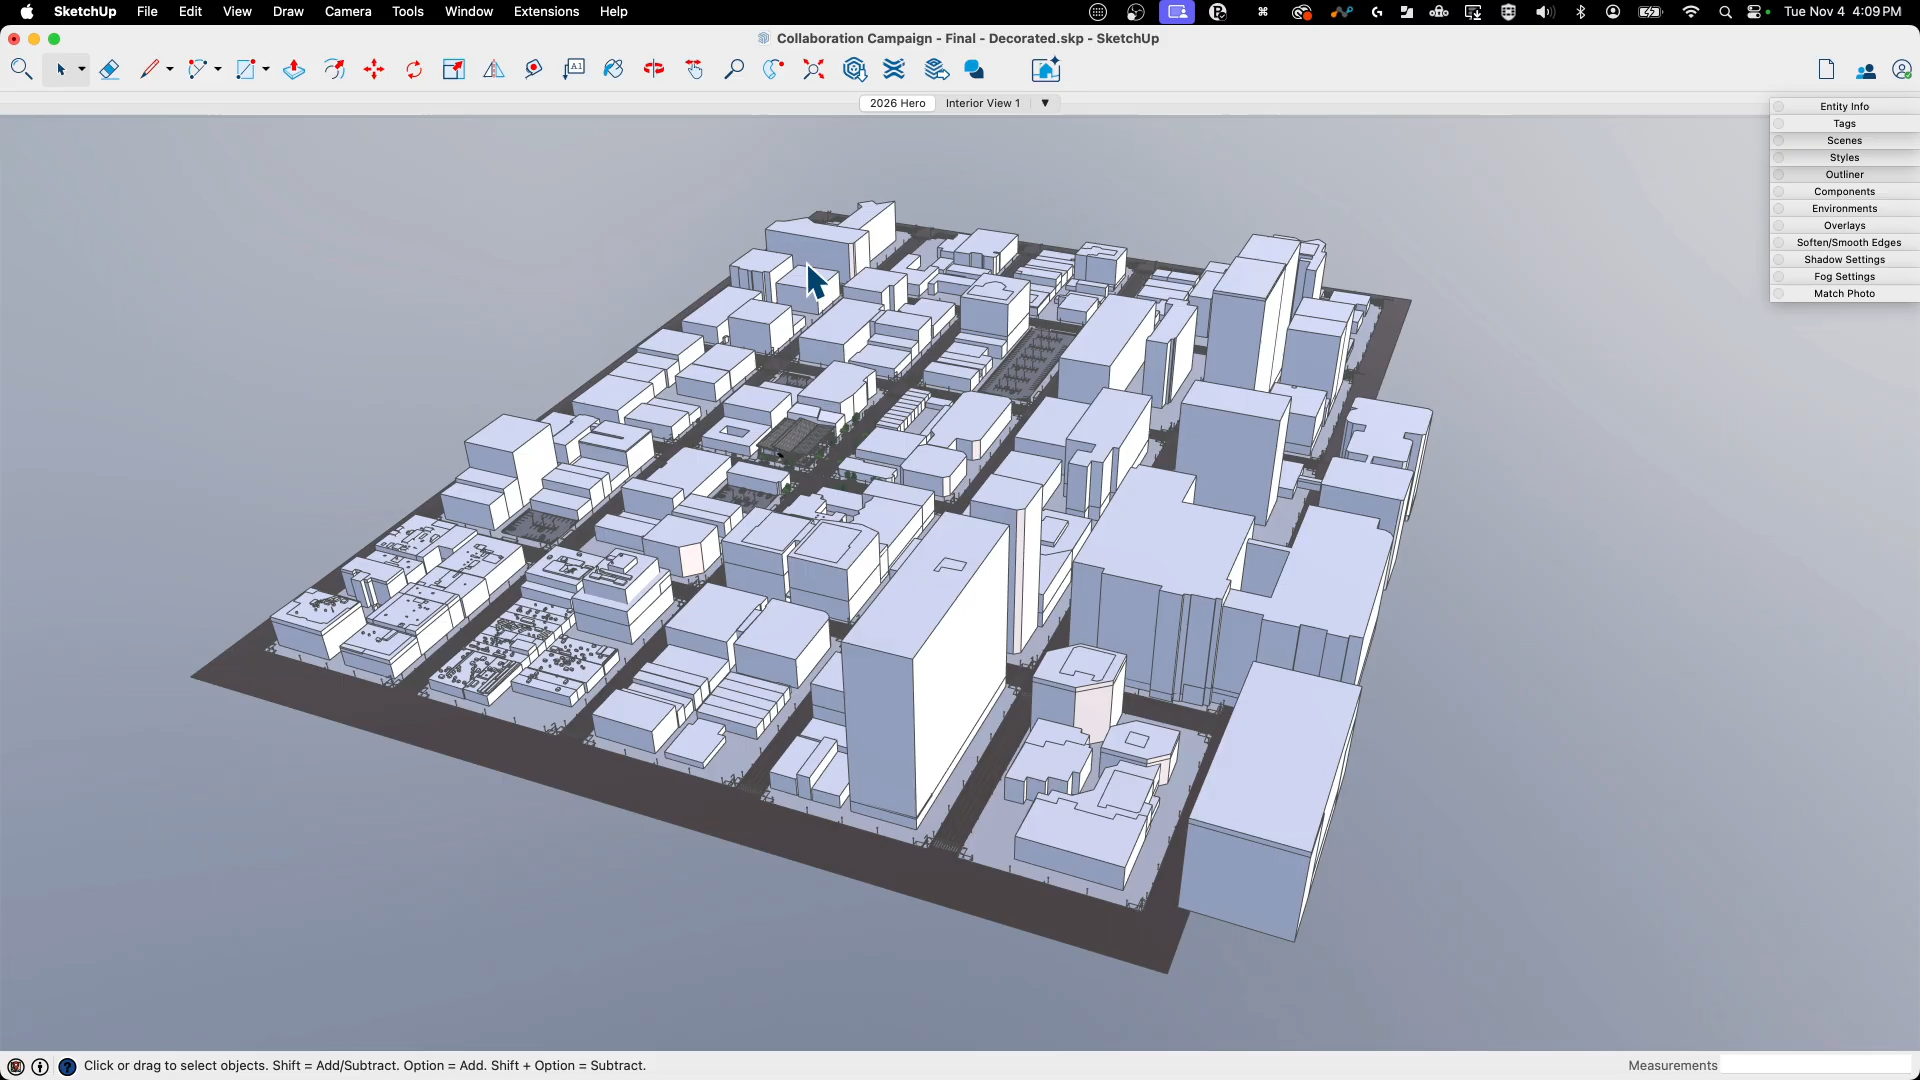 SketchUp File Edit View Draw Camera Tools Window Extensions Help Tue Nov 4 4:09 PM
Collaboration Campaign - Final - Decorated.skp - SketchUp
A1
2026 Hero Interior View 1
Entity Info
Tags
Scenes
Styles
Outliner
Components
Environments
Overlays
Soften/Smooth Edges
Shadow Settings
Fog Settings
Match Photo
Click or drag to select objects. Shift = Add/Subtract. Option = Add. Shift + Option = Subtract. Measurements